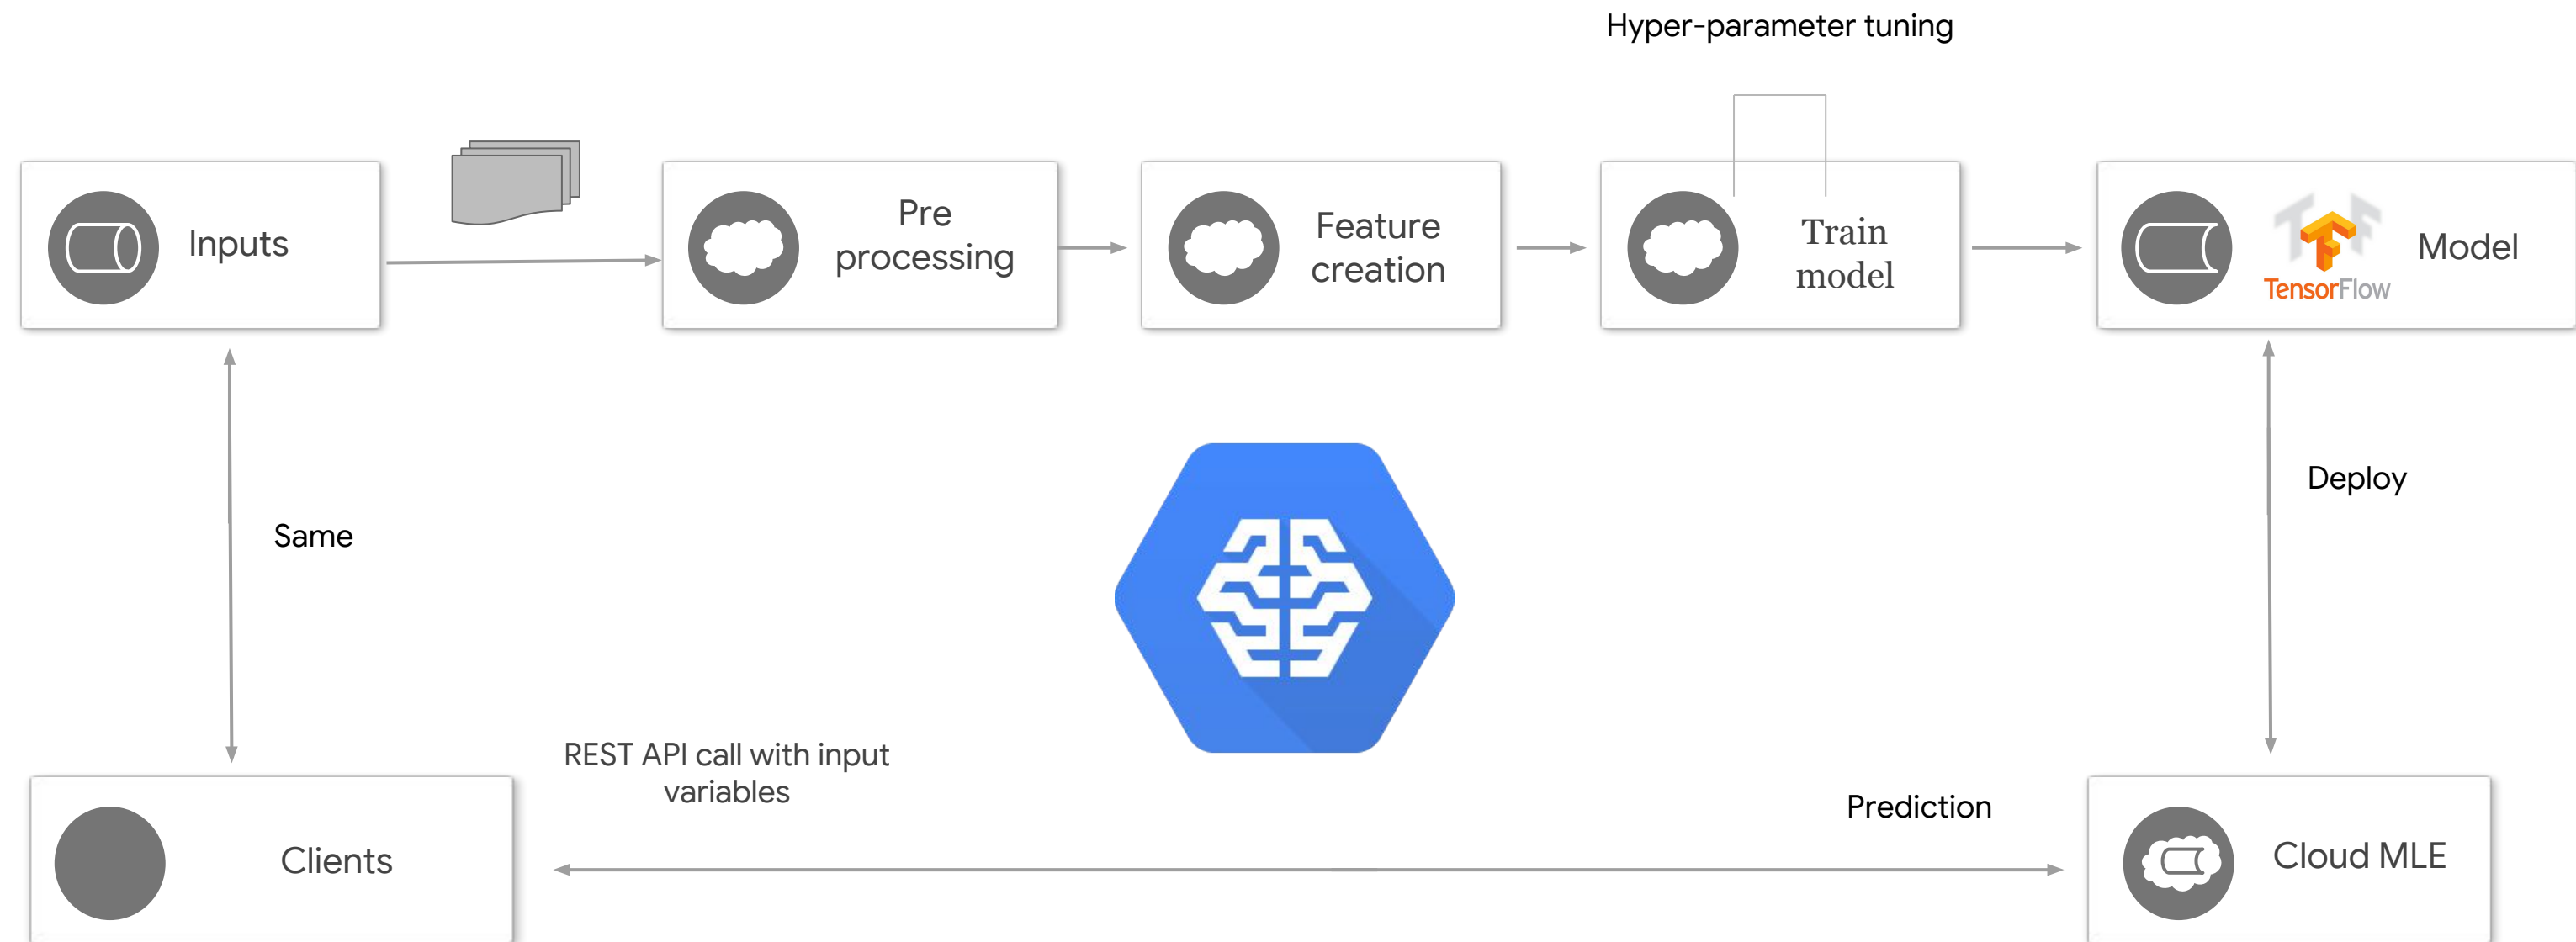 Hyper-parameter tuning
Inputs
Pre
processing
Feature
creation
Train
model
TensorFlow
Model
Same
Deploy
REST API call with input
variables
Prediction
Clients
Cloud MLE